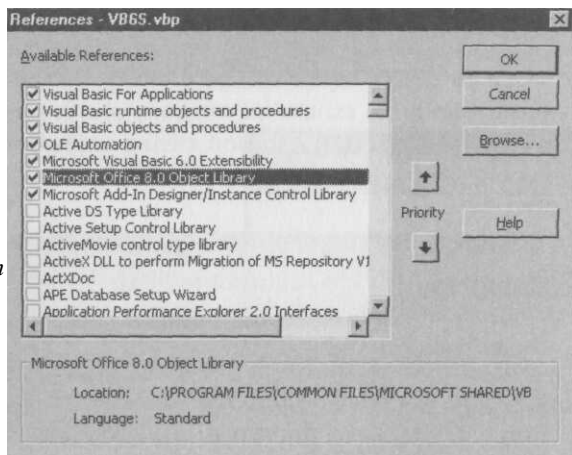 References - VB6S.vbp
Available References:
Visual Basic For Applications
Visual Basic runtime objects and procedures
Visual Basic objects and procedures
OLE Automation
Microsoft Visual Basic 6.0 Extensibility
Microsoft Office 8.0 Object Library
Microsoft Add-In Designer/Instance Control Library
Active DS Type Library
Active Setup Control Library
ActiveMovie control type library
ActiveX DLL to perform Migration of MS Repository V1
ActXDoc
APE Database Setup Wizard
Application Performance Explorer 2.0 Interfaces
OK
Cancel
Browse...
Priority
Help
Microsoft Office 8.0 Object Library
Location: C:\PROGRAM FILES\COMMON FILES\MICROSOFT SHARED\VB
Language: Standard